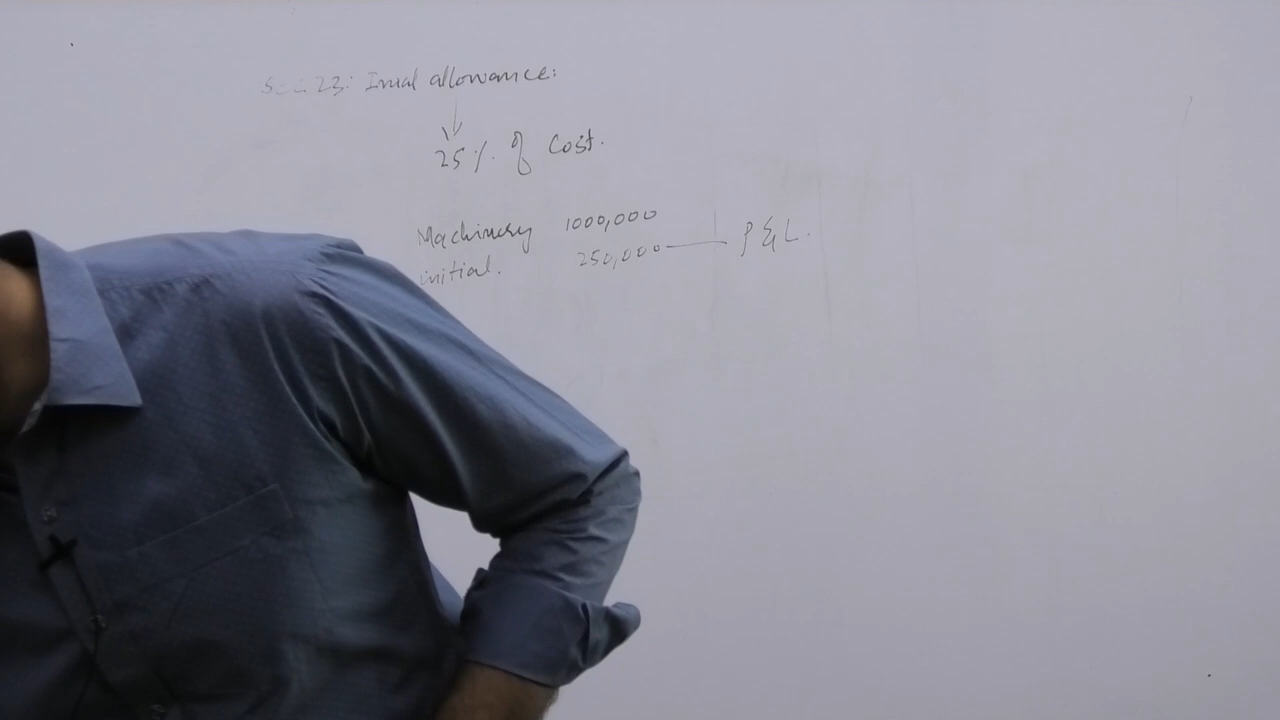 Sec 23: Inial allowance:
25% of Cost.
Machinery 1000,000
initial. 250,000 — P & L.